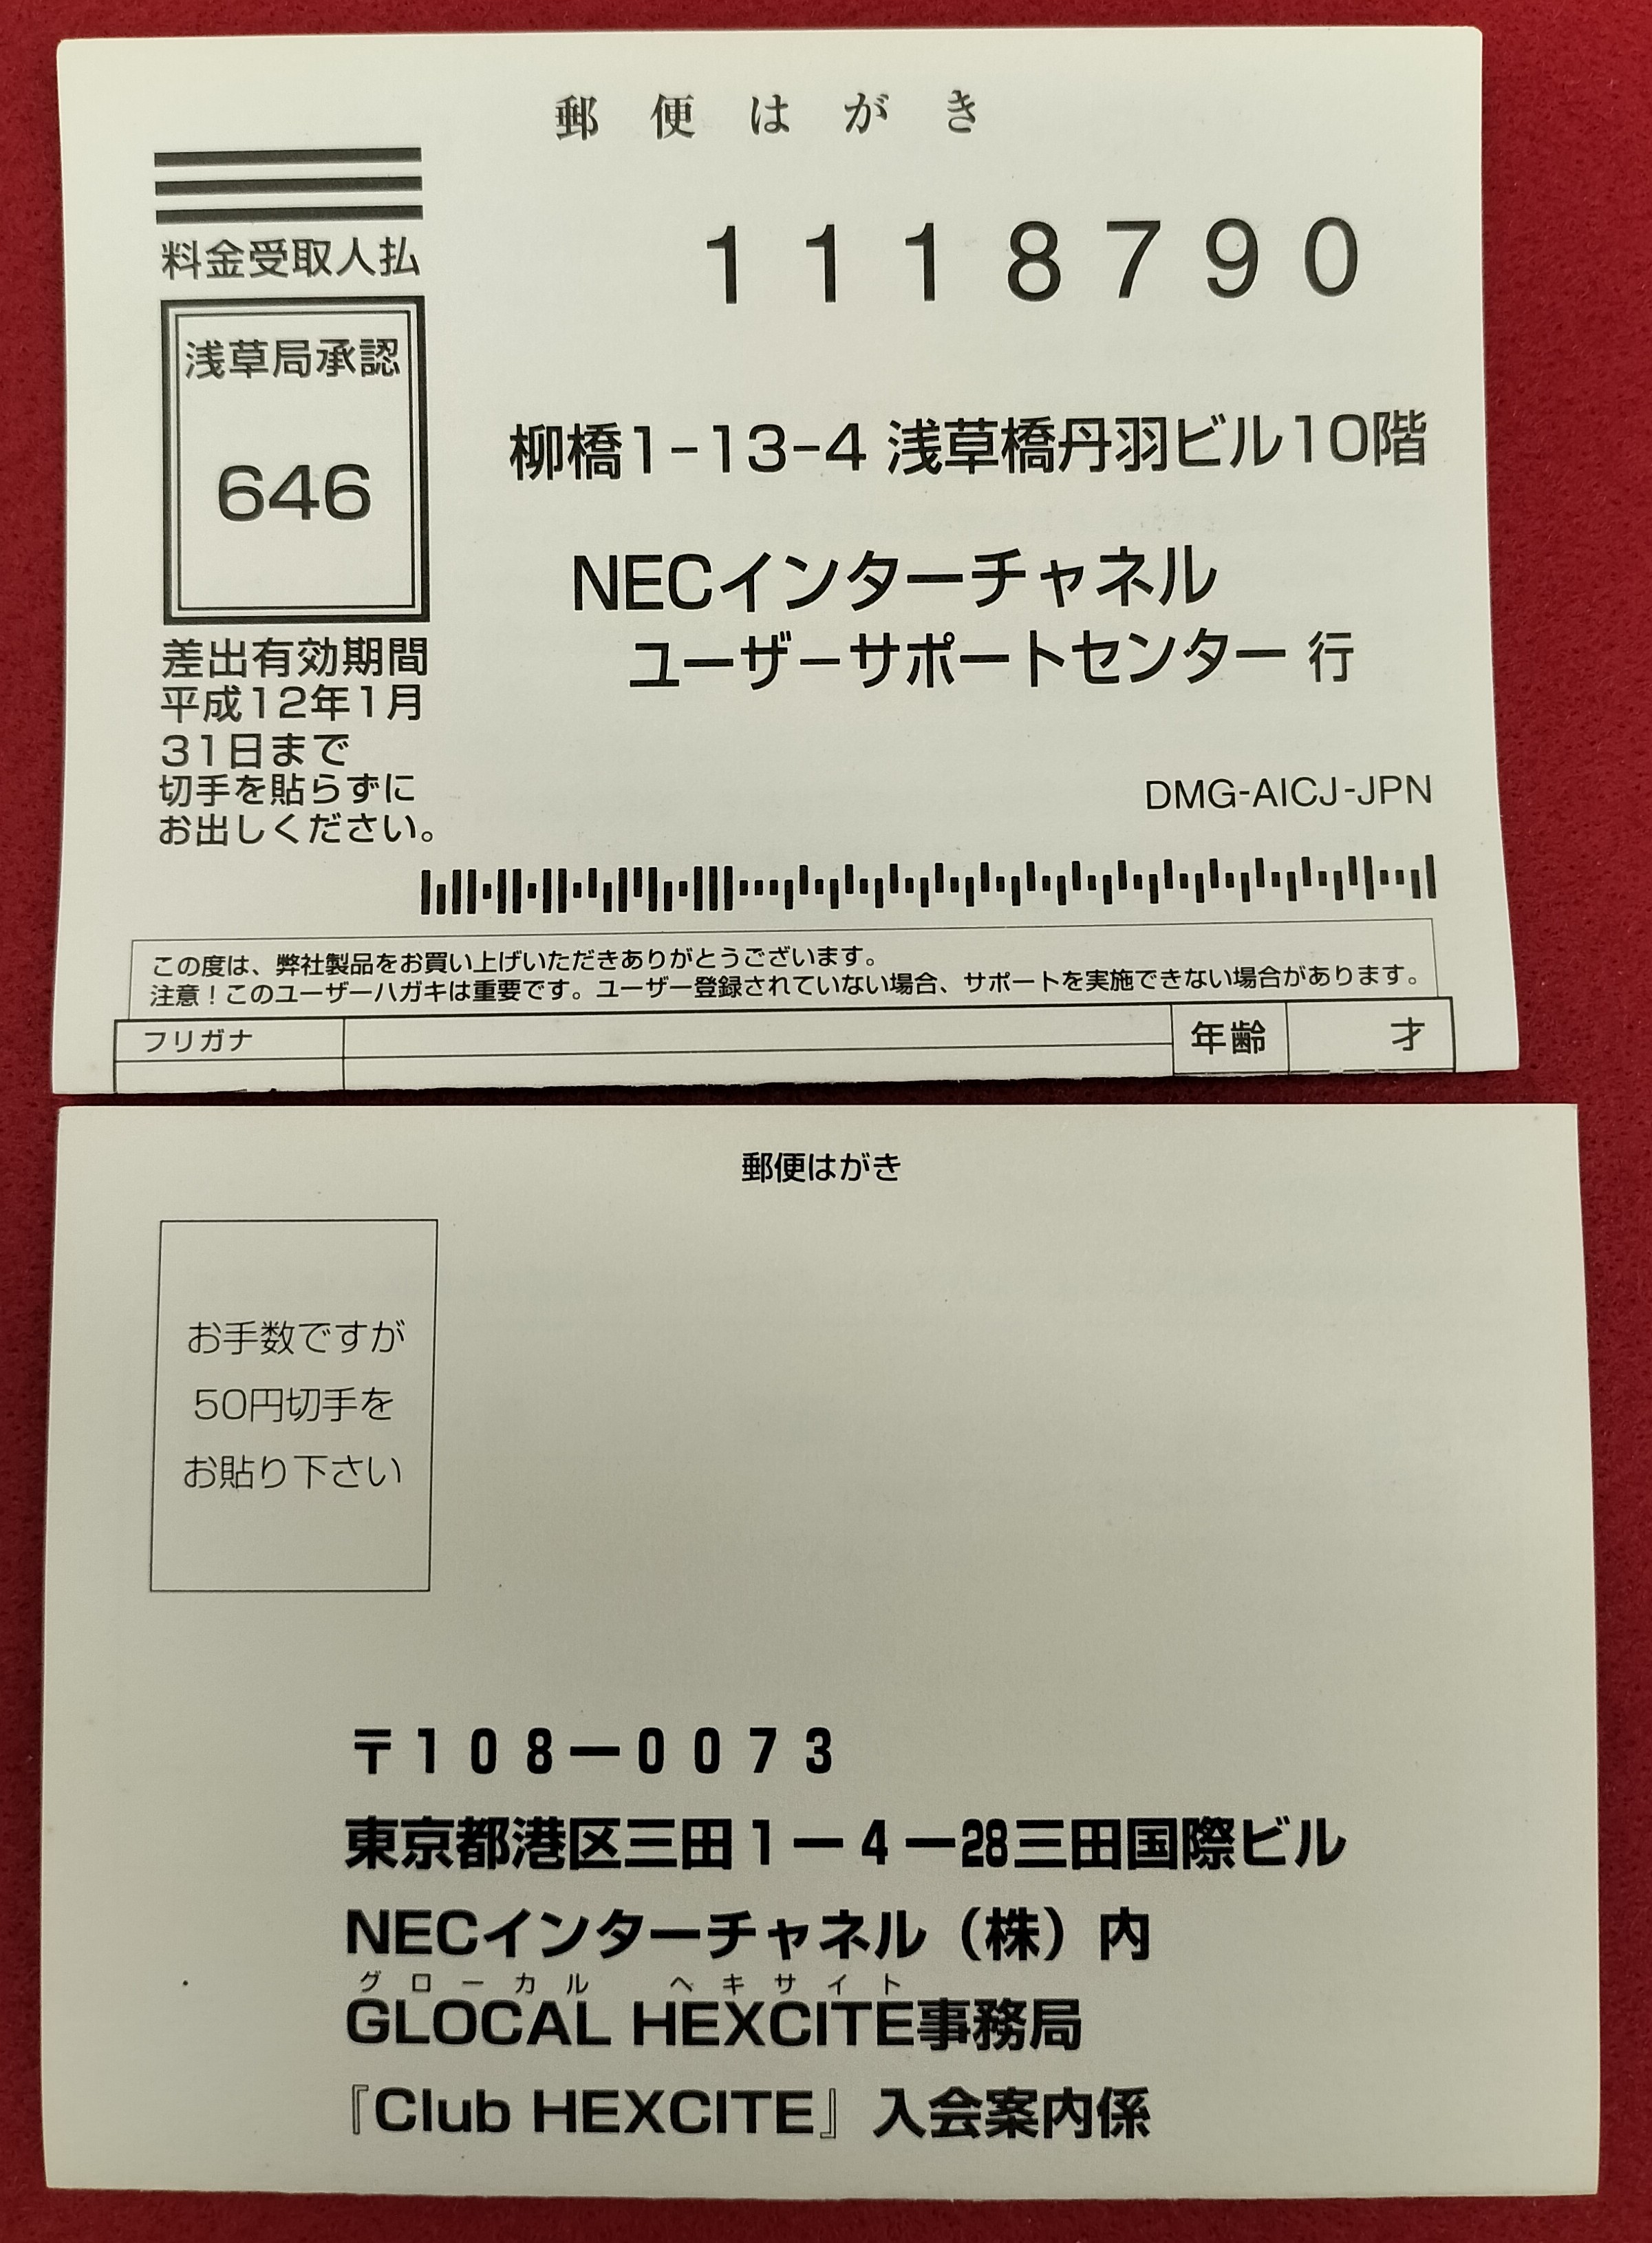 郵便はがき
料金受取人払
浅草局承認
646
差出有効期間
平成12年1月
31日まで
切手を貼らずに
お出しください。
1118790
柳橋1-13-4 浅草橋丹羽ビル10階
NECインターチャネル
ユーザーサポートセンター 行
DMG-AICJ-JPN
この度は、弊社製品をお買い上げいただきありがとうございます。
注意！このユーザーハガキは重要です。ユーザー登録されていない場合、サポートを実施できない場合があります。
フリガナ
年齢
才
郵便はがき
お手数ですが
50円切手を
お貼り下さい
〒108ー0073
東京都港区三田1ー4ー28三田国際ビル
NECインターチャネル（株）内
グローカル ヘキサイト
GLOCAL HEXCITE事務局
『Club HEXCITE』入会案内係